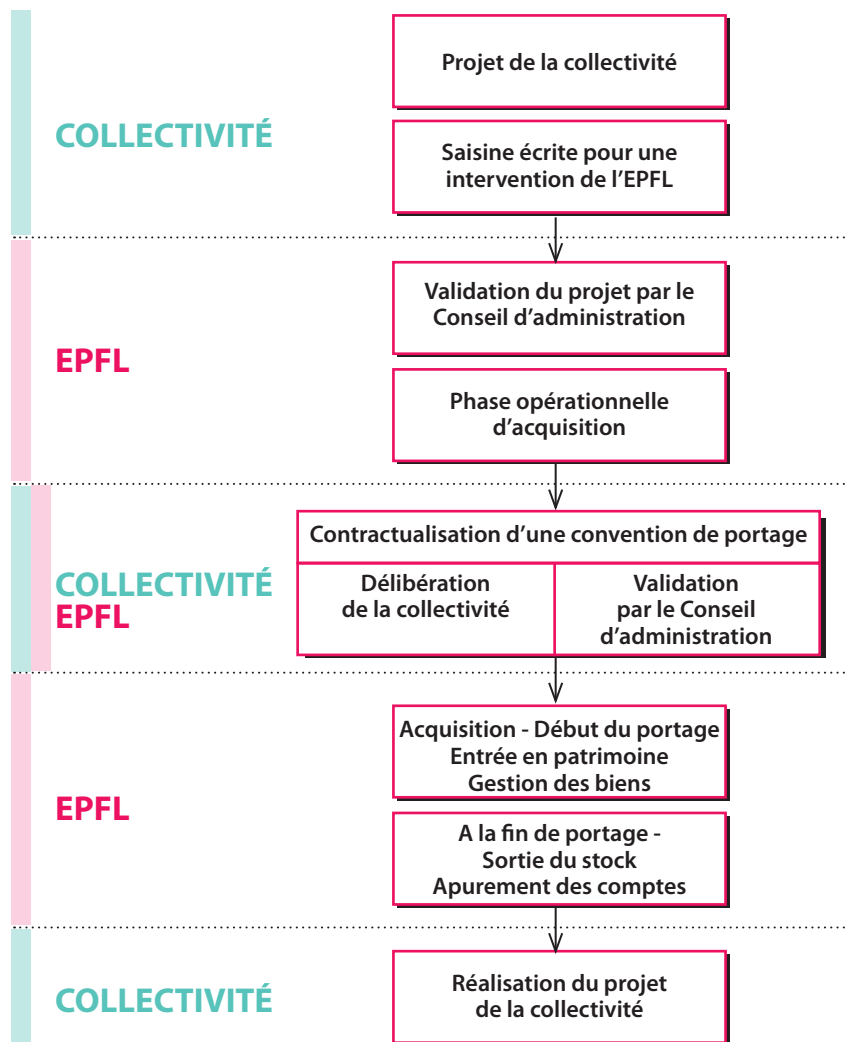 Projet de la collectivité
COLLECTIVITÉ
Saisine écrite pour une
intervention de l'EPFL
Validation du projet par le
Conseil d'administration
EPFL
Phase opérationnelle
d'acquisition
Contractualisation d'une convention de portage
COLLECTIVITÉ
EPFL
Délibération
de la collectivité
Validation
par le Conseil
d'administration
Acquisition - Début du portage
Entrée en patrimoine
Gestion des biens
EPFL
A la fin de portage -
Sortie du stock
Apurement des comptes
COLLECTIVITÉ
Réalisation du projet
de la collectivité